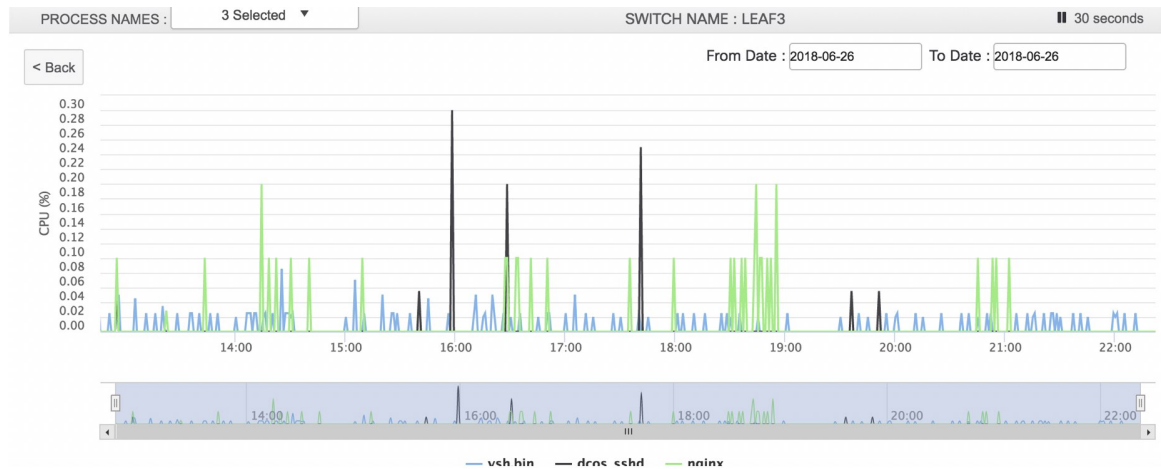 PROCESS NAMES : 3 Selected ▼ SWITCH NAME : LEAF3 30 seconds
From Date : 2018-06-26 To Date : 2018-06-26
< Back
0.30
0.28
0.26
0.24
0.22
0.20
0.18
0.16
0.14
0.12
0.10
0.08
0.06
0.04
0.02
0.00
CPU (%)
14:00 15:00 16:00 17:00 18:00 19:00 20:00 21:00 22:00
14:00 16:00 18:00 20:00 22:00
vsh.bin dcos_sshd nginx